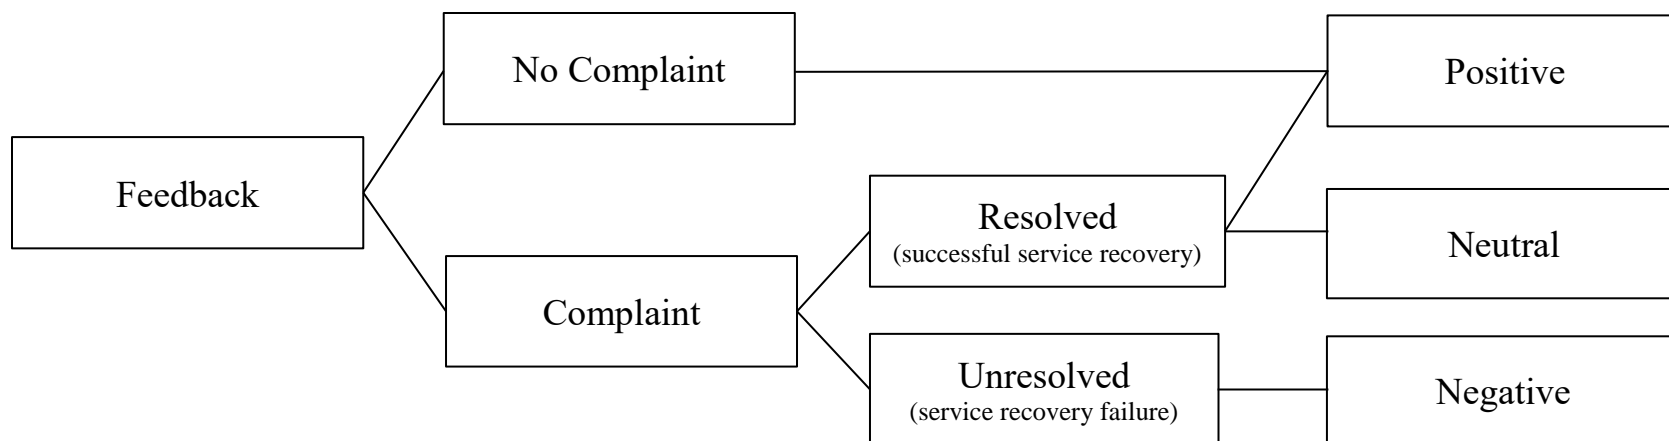 No Complaint
Positive
Feedback
Resolved
(successful service recovery)
Neutral
Complaint
Unresolved
(service recovery failure)
Negative